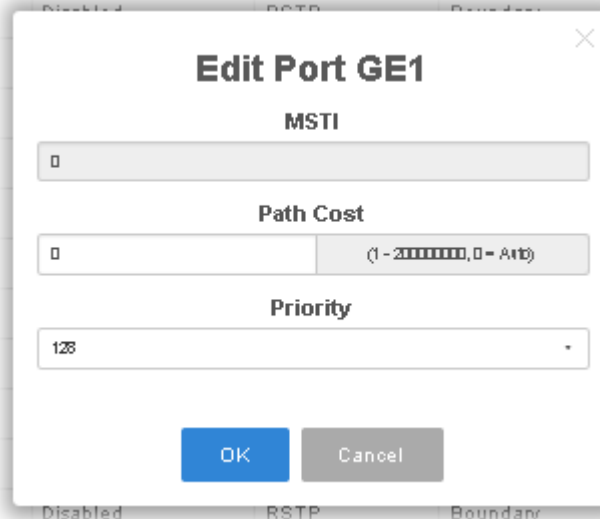 Disabled RSTP Boundary
Edit Port GE1
MSTI
0
Path Cost
0 (1 - 200000000, 0 = Auto)
Priority
128
OK Cancel
Disabled RSTP Boundary